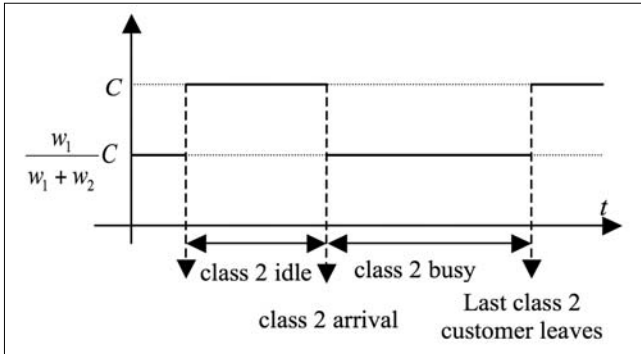 C
w₁
C
w₁ + w₂
t
class 2 idle
class 2 busy
class 2 arrival
Last class 2
customer leaves